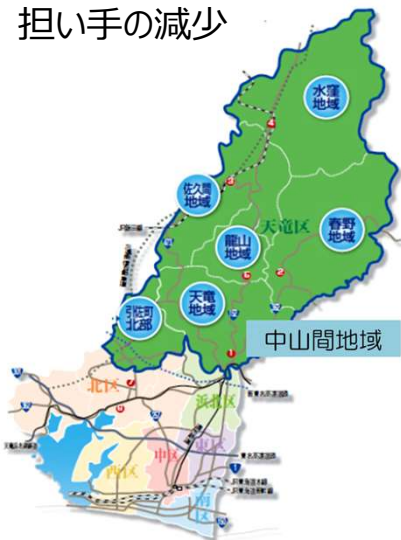 担い手の減少
水窪
地域
佐久間
地域
天竜区
春野
地域
龍山
地域
天竜
地域
引佐町
北部
中山間地域
北区
浜北区
西区
中区
東区
南区